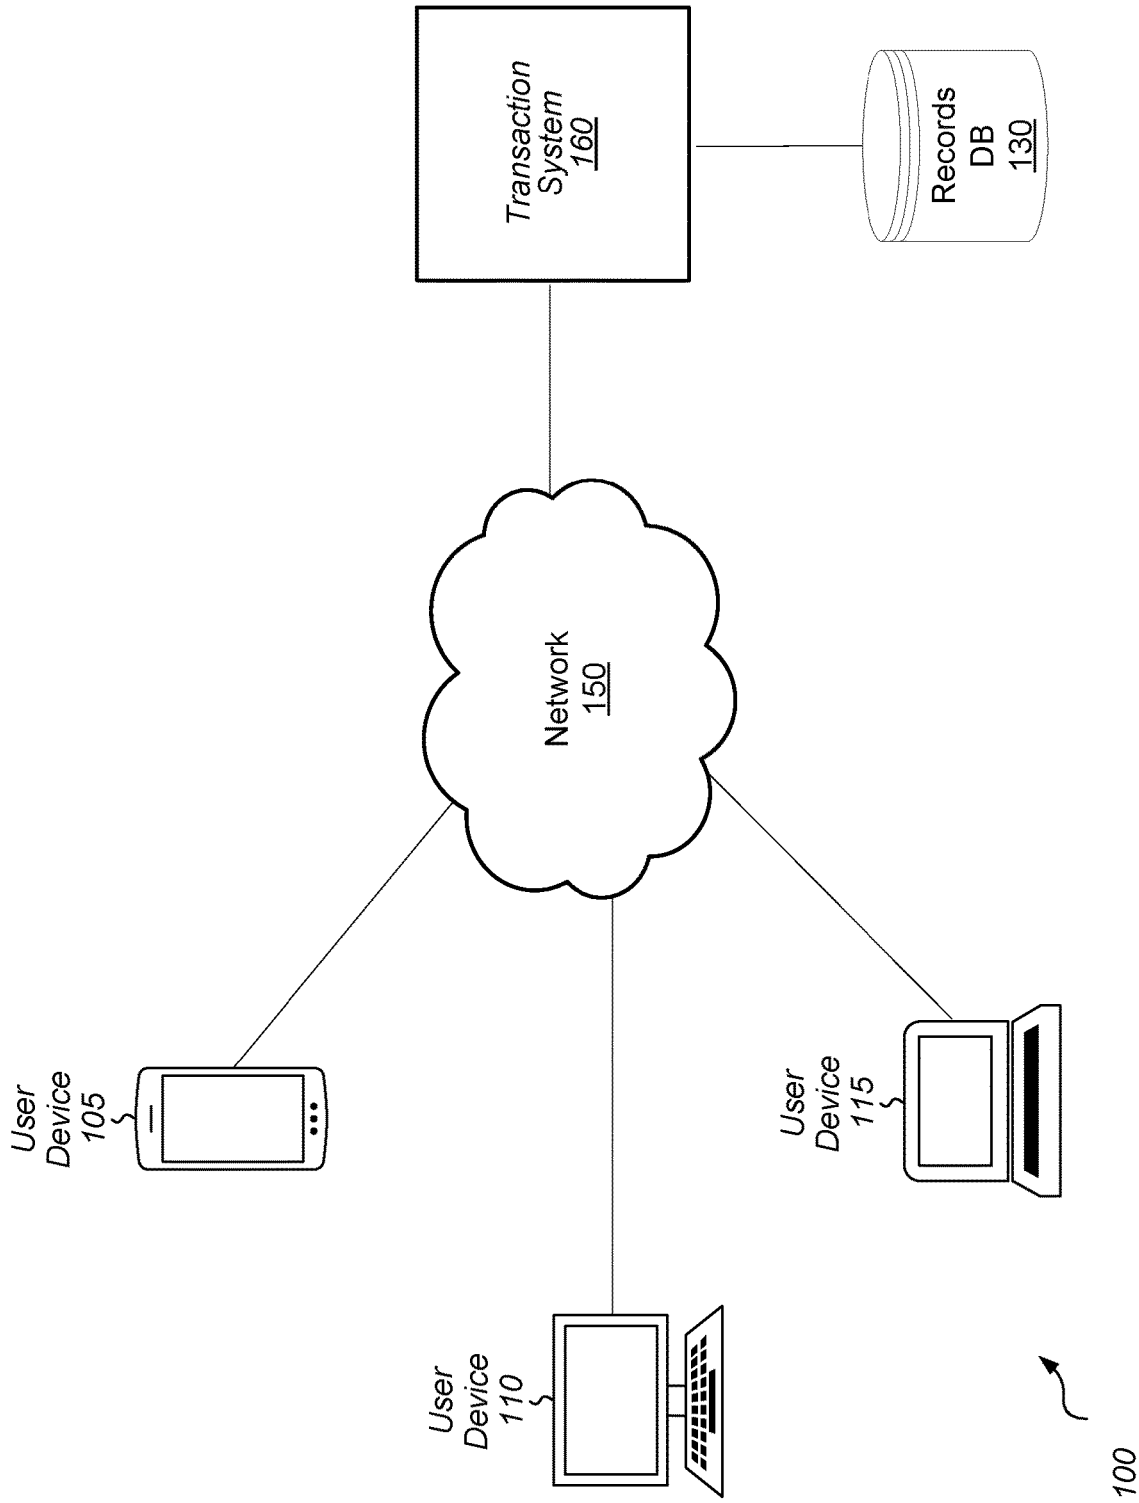 User
Device
105
User
Device
110
User
Device
115
Network
150
Transaction
System
160
Records
DB
130
100